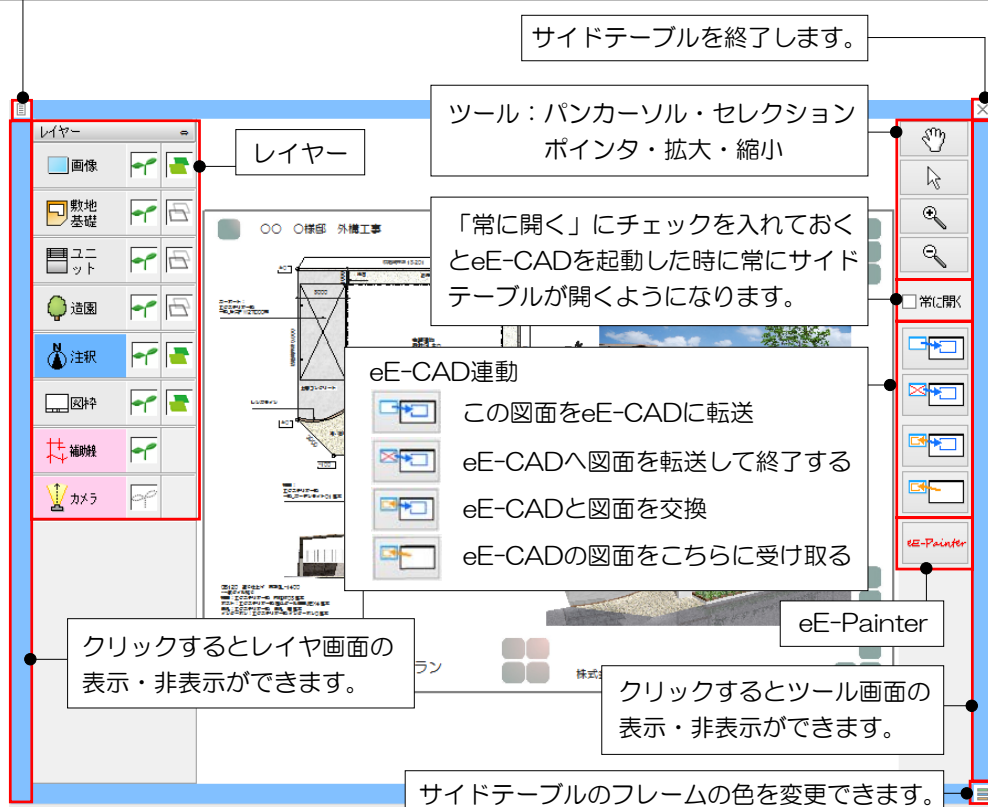 サイドテーブルを終了します。
ツール：パンカーソル・セレクション
ポインタ・拡大・縮小
レイヤー
レイヤー
画像
敷地
基礎
ユニ
ット
造園
注釈
図枠
補助線
カメラ
○○ ○様邸 外構工事
「常に開く」にチェックを入れておく
とeE-CADを起動した時に常にサイド
テーブルが開くようになります。
常に開く
eE-CAD連動
この図面をeE-CADに転送
eE-CADへ図面を転送して終了する
eE-CADと図面を交換
eE-CADの図面をこちらに受け取る
eE-Painter
eE-Painter
クリックするとレイヤ画面の
表示・非表示ができます。
ラン
株式
クリックするとツール画面の
表示・非表示ができます。
サイドテーブルのフレームの色を変更できます。